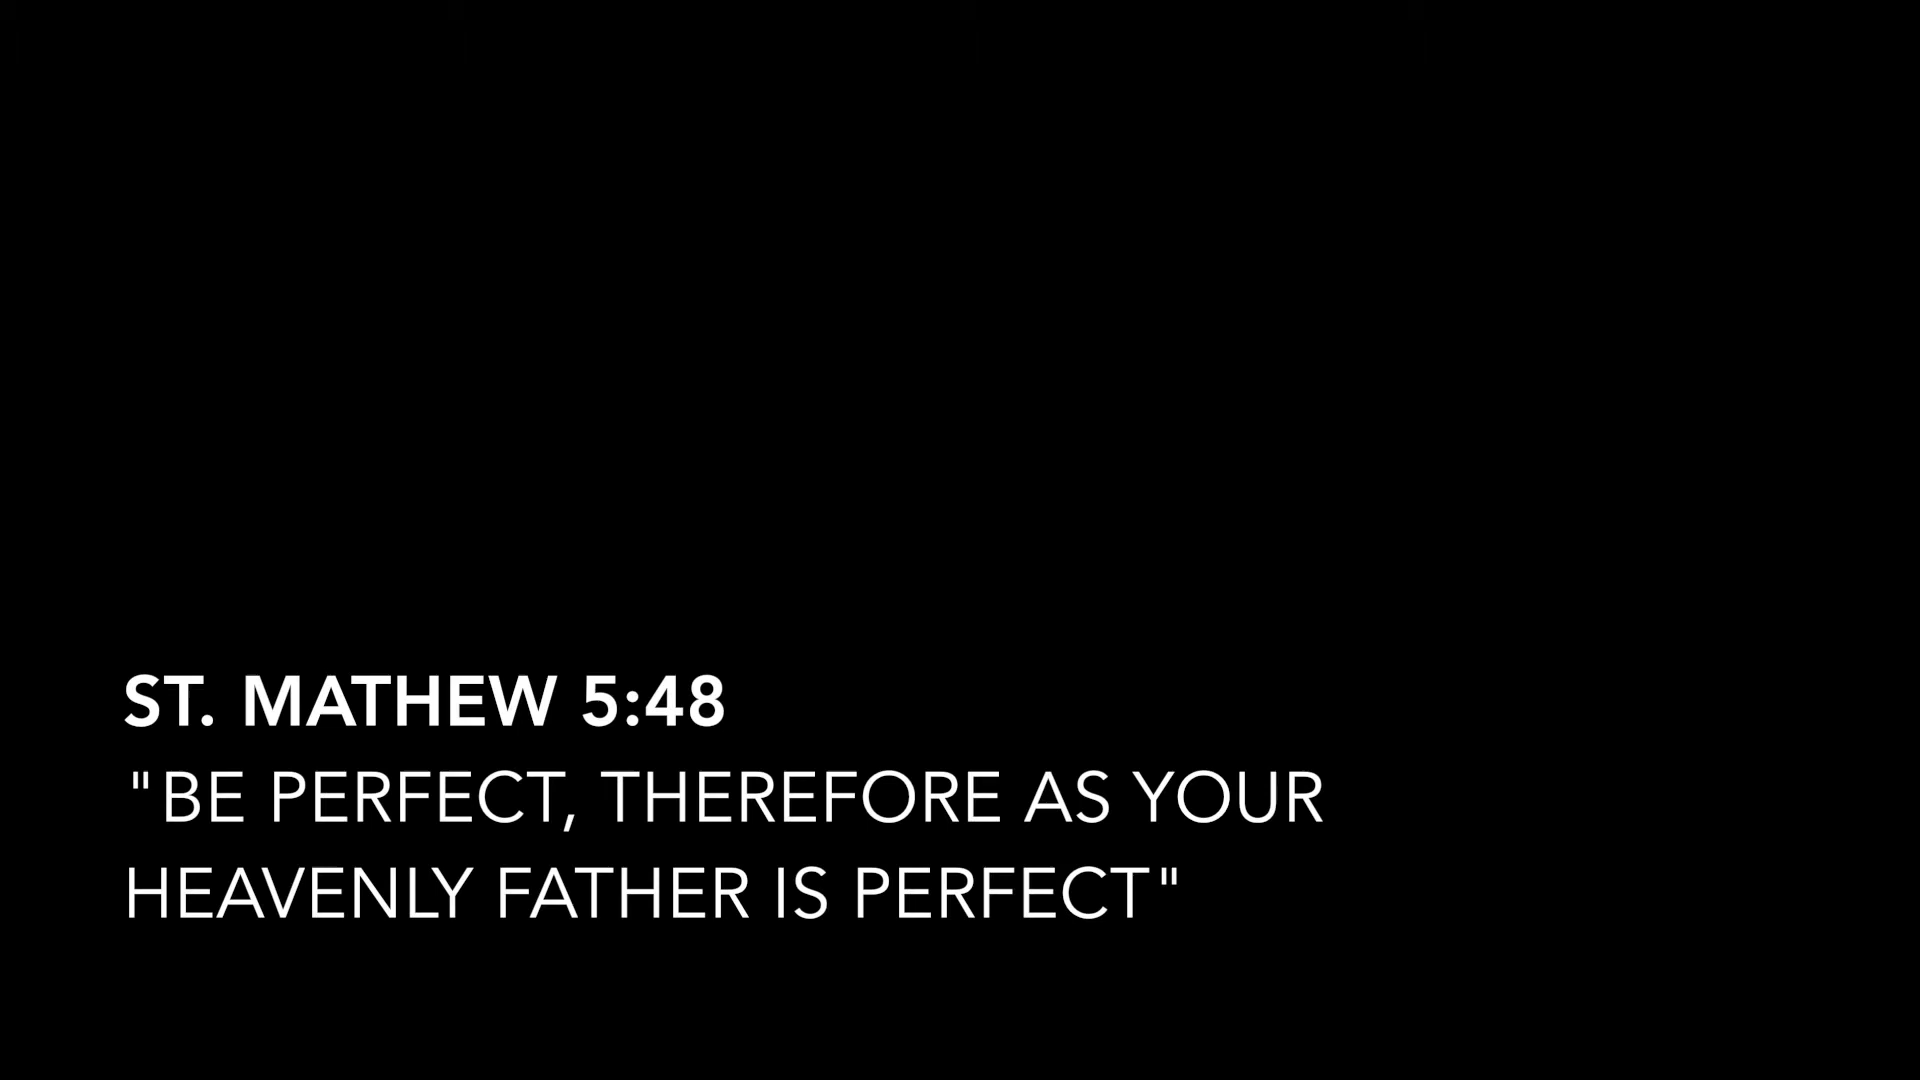 ST. MATHEW 5:48
"BE PERFECT, THEREFORE AS YOUR
HEAVENLY FATHER IS PERFECT"